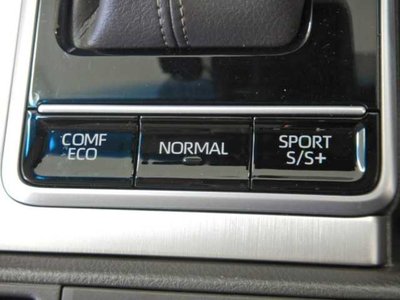 COMF
ECO
NORMAL
SPORT
S/S+